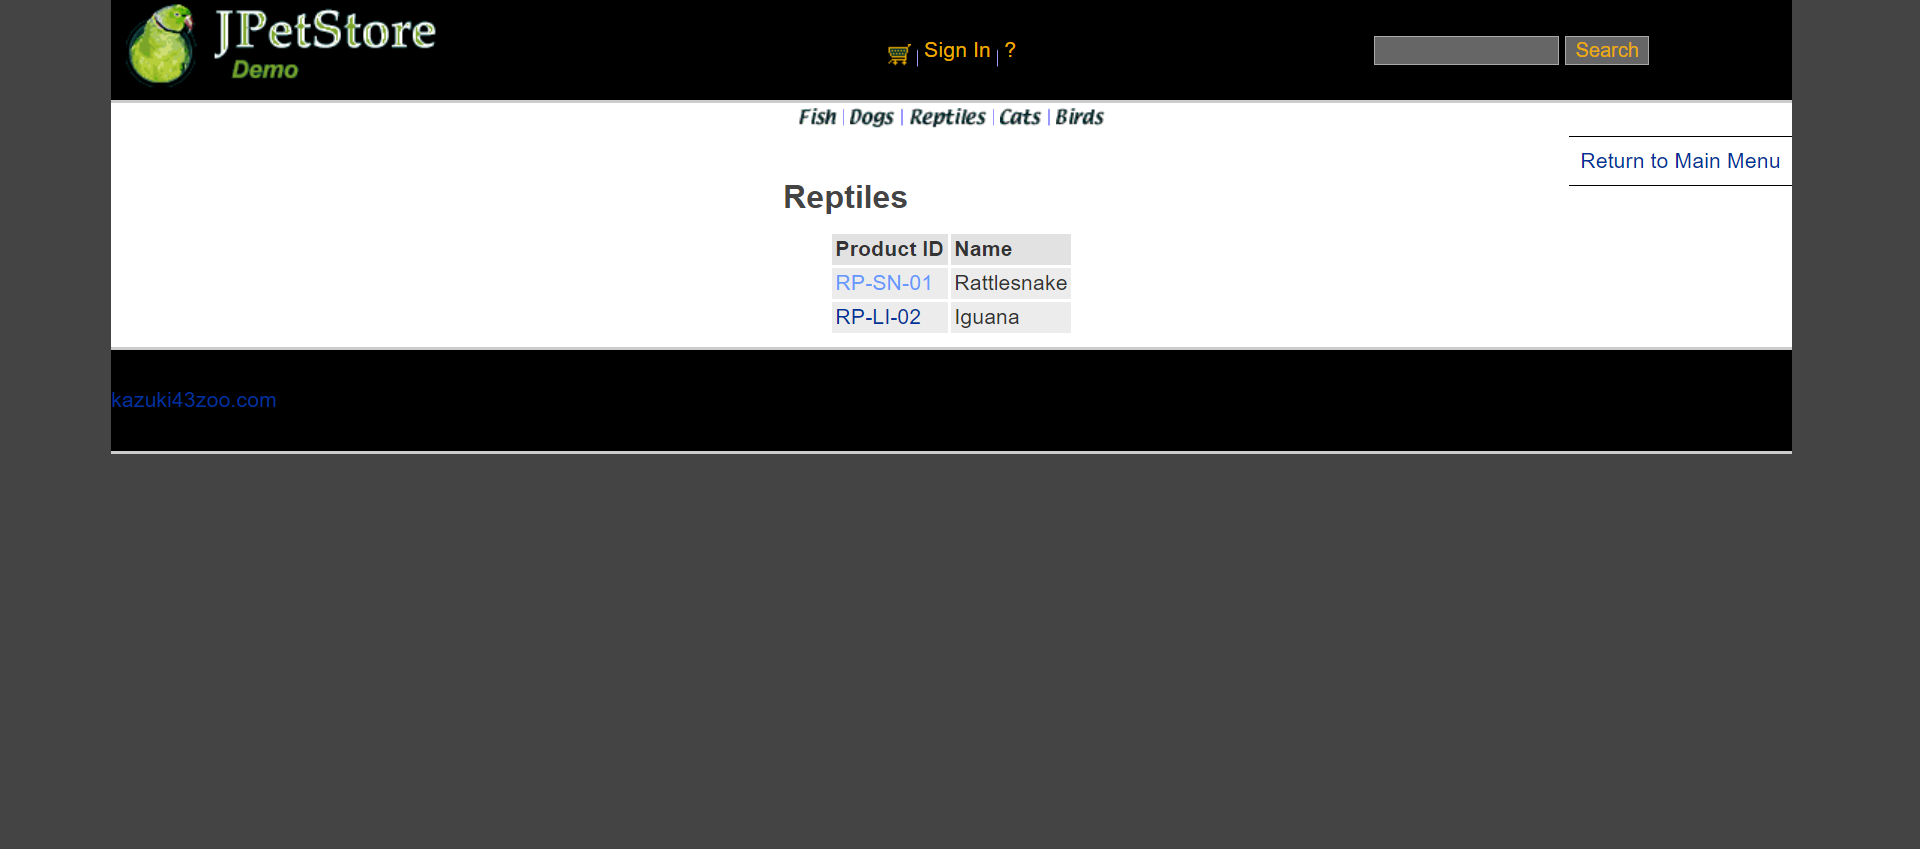 JPetStore
Demo
Sign In ?
Search
Fish Dogs Reptiles Cats Birds
Return to Main Menu
Reptiles
Product ID Name
RP-SN-01 Rattlesnake
RP-LI-02 Iguana
kazuki43zoo.com